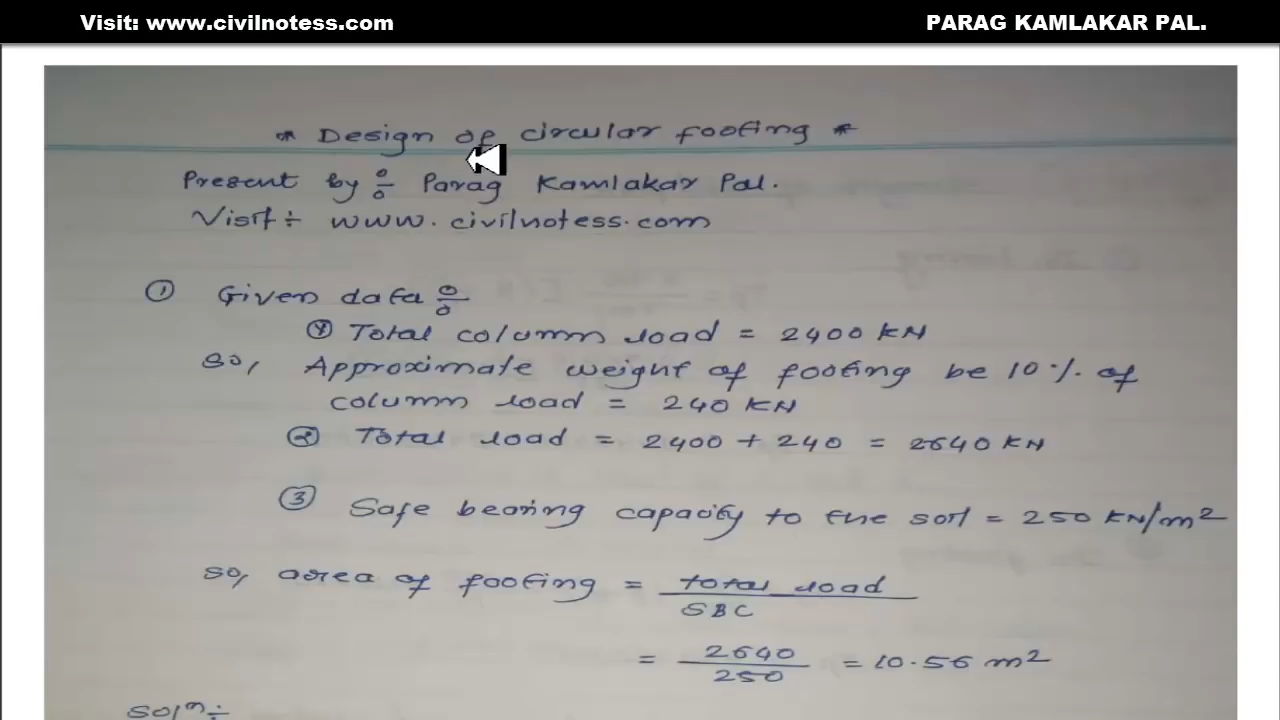 Visit: www.civilnotess.com
PARAG KAMLAKAR PAL.
* Design of circular footing *
Present by ÷ Parag Kamlakar Pal.
Visit ÷ www.civilnotess.com
① Given data ÷
① Total column load = 2400 KN
so, Approximate weight of footing be 10 % of
column load = 240 KN
② Total load = 2400 + 240 = 2640 KN
③ Safe bearing capacity to the soil = 250 KN/m²
so, area of footing = total load
SBC
= 2640 = 10.56 m²
250
Solⁿ ÷